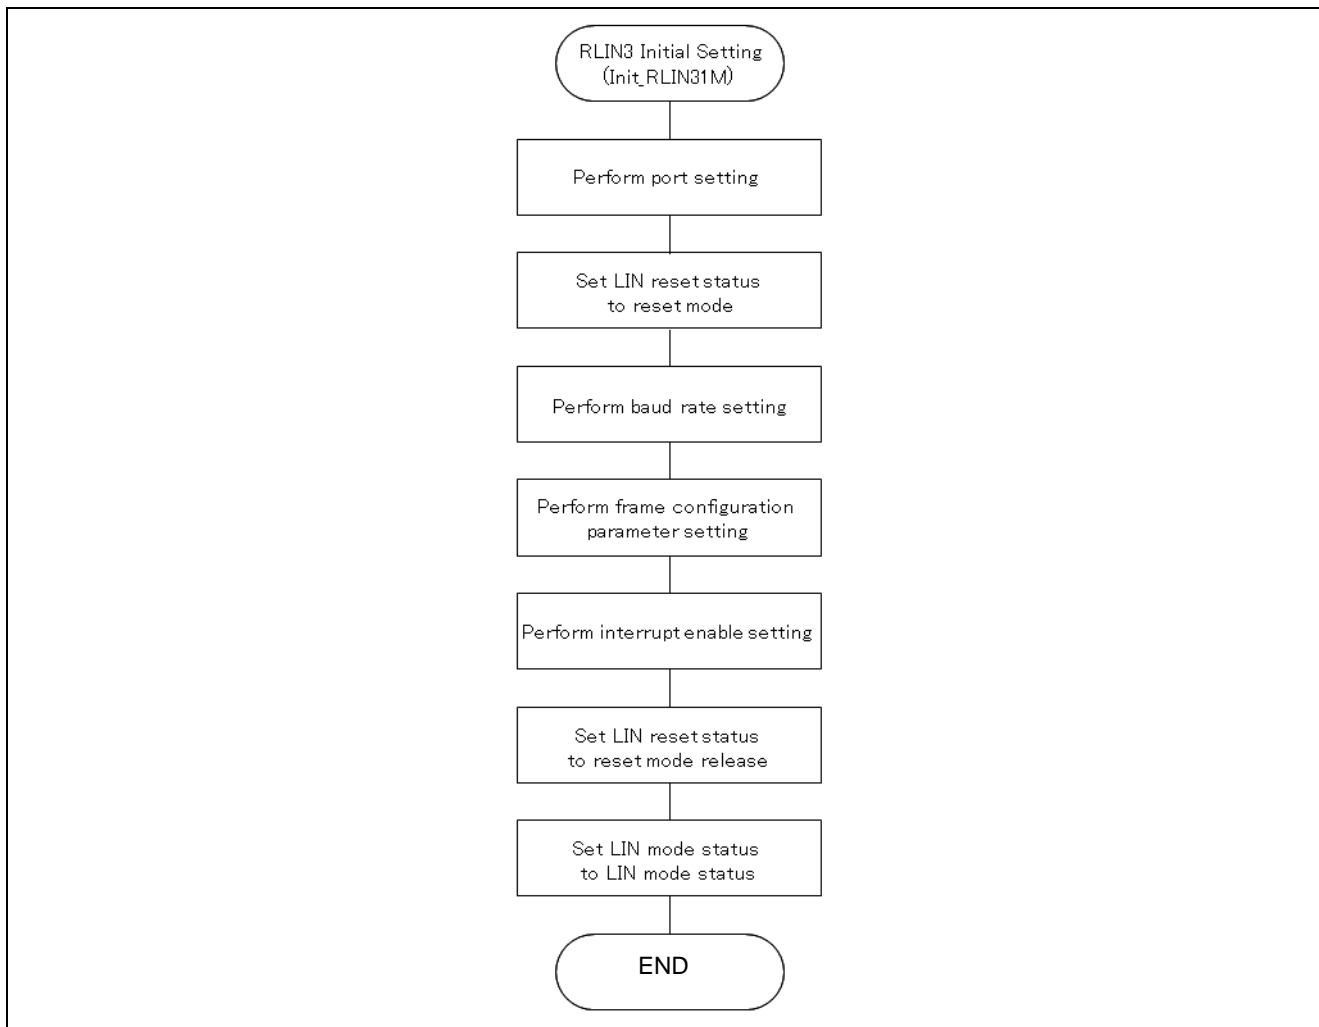 RLIN3 Initial Setting
(Init_RLIN31M)
Perform port setting
Set LIN reset status
to reset mode
Perform baud rate setting
Perform frame configuration
parameter setting
Perform interrupt enable setting
Set LIN reset status
to reset mode release
Set LIN mode status
to LIN mode status
END